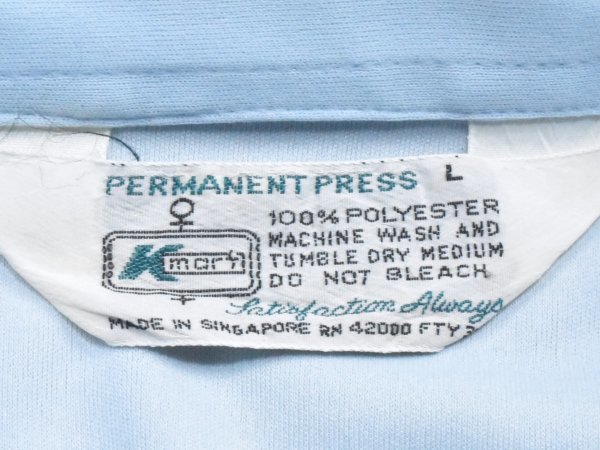 PERMANENT PRESS L
100% POLYESTER
MACHINE WASH AND
TUMBLE DRY MEDIUM
DO NOT BLEACH
K mart
Satisfaction Always
MADE IN SINGAPORE RN 42000 FTY